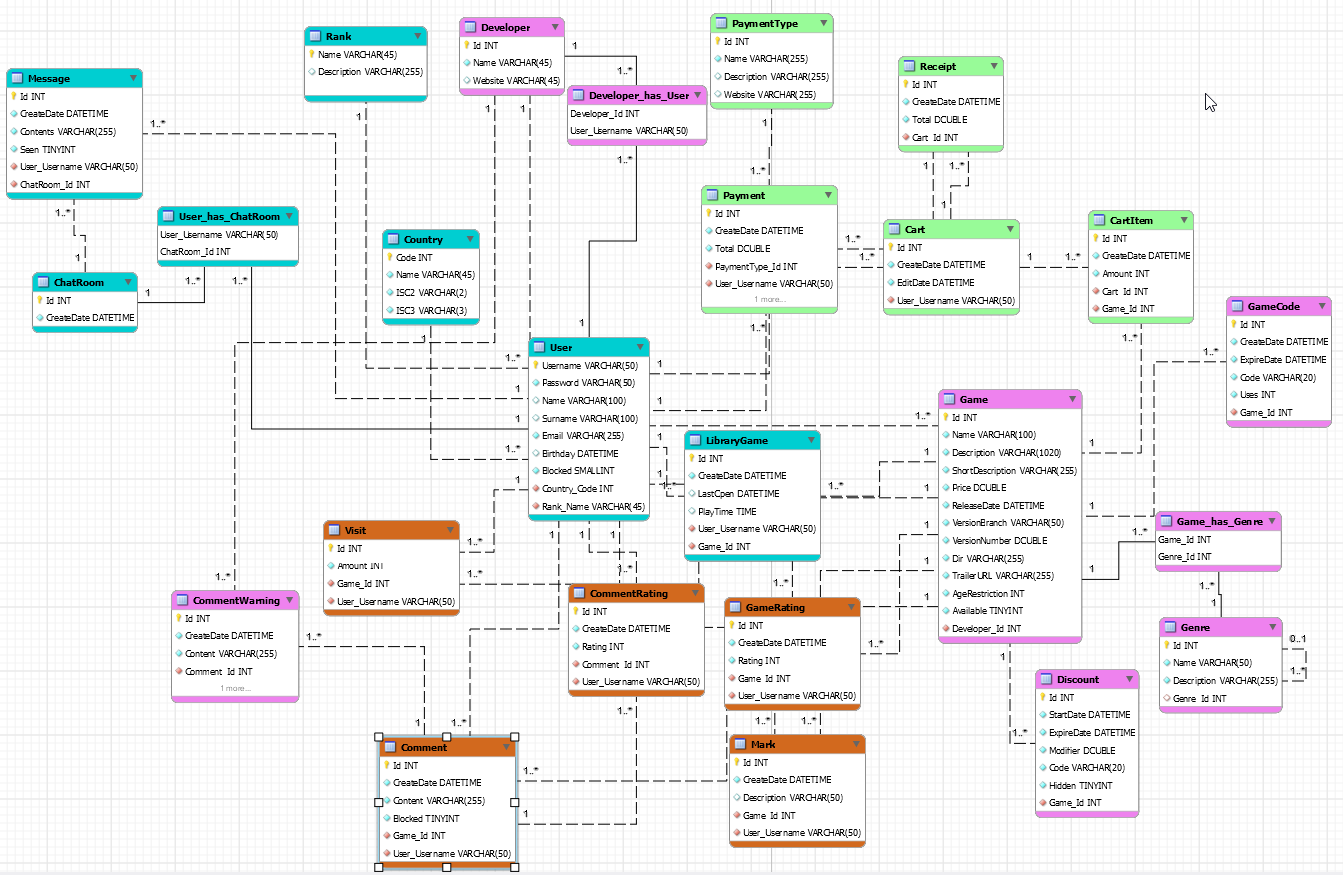 Rank
Name VARCHAR(45)
Description VARCHAR(255)
Developer
Id INT
Name VARCHAR(45)
Website VARCHAR(45)
PaymentType
Id INT
Name VARCHAR(255)
Description VARCHAR(255)
Website VARCHAR(255)
Receipt
Id INT
CreateDate DATETIME
Total DOUBLE
Cart_Id INT
Message
Id INT
CreateDate DATETIME
Contents VARCHAR(255)
Seen TINYINT
User_Username VARCHAR(50)
ChatRoom_Id INT
Developer_has_User
Developer_Id INT
User_Username VARCHAR(50)
User_has_ChatRoom
User_Username VARCHAR(50)
ChatRoom_Id INT
Country
Code INT
Name VARCHAR(45)
ISC2 VARCHAR(2)
ISC3 VARCHAR(3)
Payment
Id INT
CreateDate DATETIME
Total DOUBLE
PaymentType_Id INT
User_Username VARCHAR(50)
1 more...
Cart
Id INT
CreateDate DATETIME
EditDate DATETIME
User_Username VARCHAR(50)
CartItem
Id INT
CreateDate DATETIME
Amount INT
Cart_Id INT
Game_Id INT
ChatRoom
Id INT
CreateDate DATETIME
GameCode
Id INT
CreateDate DATETIME
ExpireDate DATETIME
Code VARCHAR(20)
Uses INT
Game_Id INT
User
Username VARCHAR(50)
Password VARCHAR(50)
Name VARCHAR(100)
Surname VARCHAR(100)
Email VARCHAR(255)
Birthday DATETIME
Blocked SMALLINT
Country_Code INT
Rank_Name VARCHAR(45)
LibraryGame
Id INT
CreateDate DATETIME
LastOpen DATETIME
PlayTime TIME
User_Username VARCHAR(50)
Game_Id INT
Game
Id INT
Name VARCHAR(100)
Description VARCHAR(1020)
ShortDescription VARCHAR(255)
Price DOUBLE
ReleaseDate DATETIME
VersionBranch VARCHAR(50)
VersionNumber DOUBLE
Dir VARCHAR(255)
TrailerURL VARCHAR(255)
AgeRestriction INT
Available TINYINT
Developer_Id INT
Game_has_Genre
Game_Id INT
Genre_Id INT
Visit
Id INT
Amount INT
Game_Id INT
User_Username VARCHAR(50)
CommentWarning
Id INT
CreateDate DATETIME
Content VARCHAR(255)
Comment_Id INT
1 more...
CommentRating
Id INT
CreateDate DATETIME
Rating INT
Comment_Id INT
User_Username VARCHAR(50)
GameRating
Id INT
CreateDate DATETIME
Rating INT
Game_Id INT
User_Username VARCHAR(50)
Genre
Id INT
Name VARCHAR(50)
Description VARCHAR(255)
Genre_Id INT
0..1
1..*
Discount
Id INT
StartDate DATETIME
ExpireDate DATETIME
Modifier DOUBLE
Code VARCHAR(20)
Hidden TINYINT
Game_Id INT
Comment
Id INT
CreateDate DATETIME
Content VARCHAR(255)
Blocked TINYINT
Game_Id INT
User_Username VARCHAR(50)
Mark
Id INT
CreateDate DATETIME
Description VARCHAR(50)
Game_Id INT
User_Username VARCHAR(50)